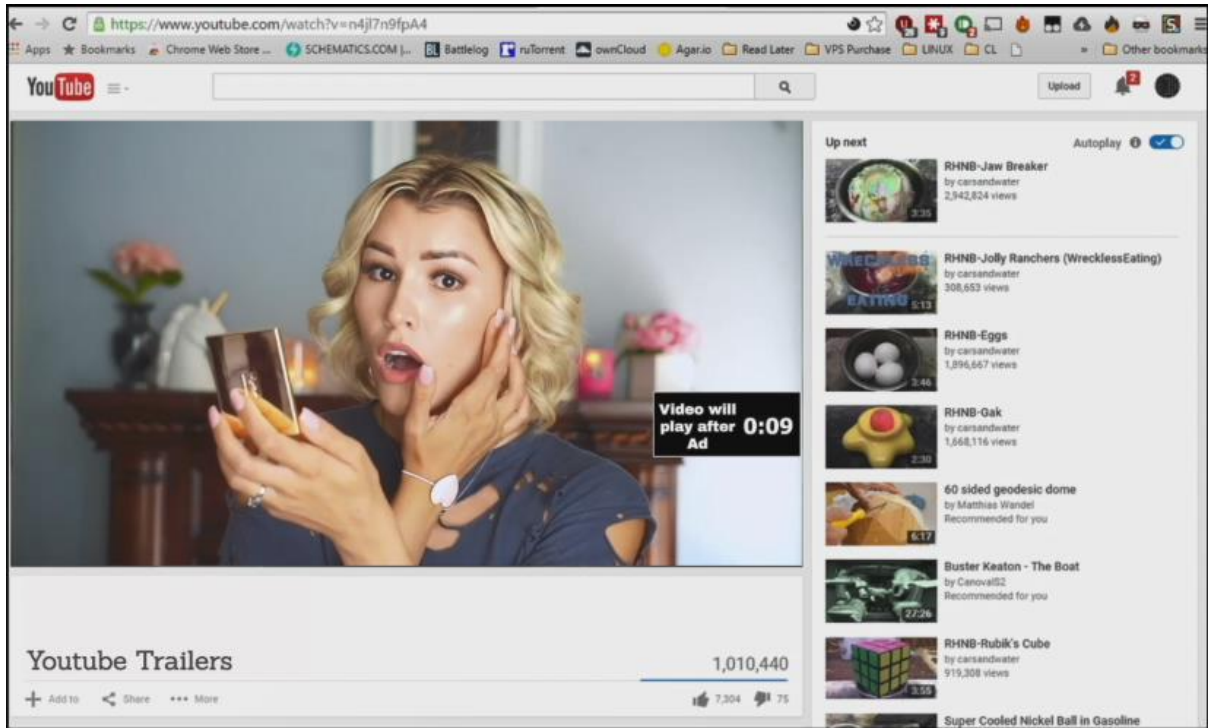 https://www.youtube.com/watch?v=n4jl7n9fpA4
Apps Bookmarks Chrome Web Store ... SCHEMATICS.COM |... Battlelog ruTorrent ownCloud Agar.io Read Later VPS Purchase LINUX CL » Other bookmarks
YouTube Upload 2
Up next Autoplay
RHNB-Jaw Breaker
by carsandwater
2,942,824 views
3:35
RHNB-Jolly Ranchers (WrecklessEating)
by carsandwater
308,653 views
WRECKLESS
EATING 5:13
RHNB-Eggs
by carsandwater
1,896,667 views
3:46
Video will
play after 0:09
Ad
RHNB-Gak
by carsandwater
1,668,116 views
2:30
60 sided geodesic dome
by Matthias Wandel
Recommended for you
6:17
Buster Keaton - The Boat
by Canoval52
Recommended for you
27:26
RHNB-Rubik's Cube
by carsandwater
919,308 views
3:55
Super Cooled Nickel Ball in Gasoline
Youtube Trailers 1,010,440
Add to Share More 7,304 75